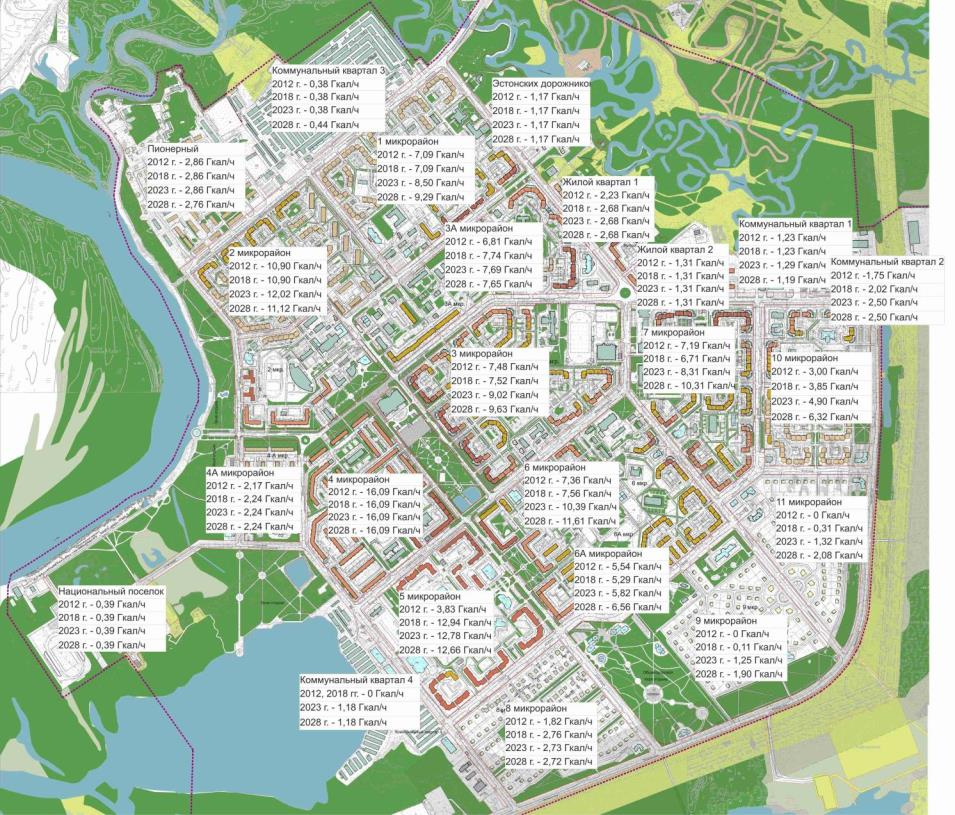 Коммунальный квартал 3
2012 г. - 0,38 Гкал/ч
2018 г. - 0,38 Гкал/ч
2023 г. - 0,38 Гкал/ч
2028 г. - 0,44 Гкал/ч
Эстонских дорожников
2012 г. - 1,17 Гкал/ч
2018 г. - 1,17 Гкал/ч
2023 г. - 1,17 Гкал/ч
2028 г. - 1,17 Гкал/ч
Пионерный
2012 г. - 2,86 Гкал/ч
2018 г. - 2,86 Гкал/ч
2023 г. - 2,86 Гкал/ч
2028 г. - 2,76 Гкал/ч
1 микрорайон
2012 г. - 7,09 Гкал/ч
2018 г. - 7,09 Гкал/ч
2023 г. - 8,50 Гкал/ч
2028 г. - 9,29 Гкал/ч
Жилой квартал 1
2012 г. - 2,23 Гкал/ч
2018 г. - 2,68 Гкал/ч
2023 г. - 2,68 Гкал/ч
2028 г. - 2,68 Гкал/ч
3А микрорайон
2012 г. - 6,81 Гкал/ч
2018 г. - 7,74 Гкал/ч
2023 г. - 7,69 Гкал/ч
2028 г. - 7,65 Гкал/ч
3А мкр.
Коммунальный квартал 1
2012 г. - 1,23 Гкал/ч
2018 г. - 1,23 Гкал/ч
2023 г. - 1,29 Гкал/ч
2028 г. - 1,19 Гкал/ч
2 микрорайон
2012 г. - 10,90 Гкал/ч
2018 г. - 10,90 Гкал/ч
2023 г. - 12,02 Гкал/ч
2028 г. - 11,12 Гкал/ч
2 мкр.
Жилой квартал 2
2012 г. - 1,31 Гкал/ч
2018 г. - 1,31 Гкал/ч
2023 г. - 1,31 Гкал/ч
2028 г. - 1,31 Гкал/ч
Коммунальный квартал 2
2012 г. -1,75 Гкал/ч
2018 г. - 2,02 Гкал/ч
2023 г. - 2,50 Гкал/ч
2028 г. - 2,50 Гкал/ч
7 микрорайон
2012 г. - 7,19 Гкал/ч
2018 г. - 6,71 Гкал/ч
2023 г. - 8,31 Гкал/ч
2028 г. - 10,31 Гкал/ч
3 микрорайон
2012 г. - 7,48 Гкал/ч
2018 г. - 7,52 Гкал/ч
2023 г. - 9,02 Гкал/ч
2028 г. - 9,63 Гкал/ч
10 микрорайон
2012 г. - 3,00 Гкал/ч
2018 г. - 3,85 Гкал/ч
2023 г. - 4,90 Гкал/ч
2028 г. - 6,32 Гкал/ч
4 А мкр.
4А микрорайон
2012 г. - 2,17 Гкал/ч
2018 г. - 2,24 Гкал/ч
2023 г. - 2,24 Гкал/ч
2028 г. - 2,24 Гкал/ч
4 микрорайон
2012 г. - 16,09 Гкал/ч
2018 г. - 16,09 Гкал/ч
2023 г. - 16,09 Гкал/ч
2028 г. - 16,09 Гкал/ч
6 микрорайон
2012 г. - 7,36 Гкал/ч
2018 г. - 7,56 Гкал/ч
2023 г. - 10,39 Гкал/ч
2028 г. - 11,61 Гкал/ч
6 мкр.
6А мкр.
11 микрорайон
2012 г. - 0 Гкал/ч
2018 г. - 0,31 Гкал/ч
2023 г. - 1,32 Гкал/ч
2028 г. - 2,08 Гкал/ч
6А микрорайон
2012 г. - 5,54 Гкал/ч
2018 г. - 5,29 Гкал/ч
2023 г. - 5,82 Гкал/ч
2028 г. - 6,56 Гкал/ч
Национальный поселок
2012 г. - 0,39 Гкал/ч
2018 г. - 0,39 Гкал/ч
2023 г. - 0,39 Гкал/ч
2028 г. - 0,39 Гкал/ч
5 микрорайон
2012 г. - 3,83 Гкал/ч
2018 г. - 12,94 Гкал/ч
2023 г. - 12,78 Гкал/ч
2028 г. - 12,66 Гкал/ч
9 мкр.
9 микрорайон
2012 г. - 0 Гкал/ч
2018 г. - 0,11 Гкал/ч
2023 г. - 1,25 Гкал/ч
2028 г. - 1,90 Гкал/ч
Коммунальный квартал 4
2012, 2018 гг. - 0 Гкал/ч
2023 г. - 1,18 Гкал/ч
2028 г. - 1,18 Гкал/ч
8 микрорайон
2012 г. - 1,82 Гкал/ч
2018 г. - 2,76 Гкал/ч
2023 г. - 2,73 Гкал/ч
2028 г. - 2,72 Гкал/ч